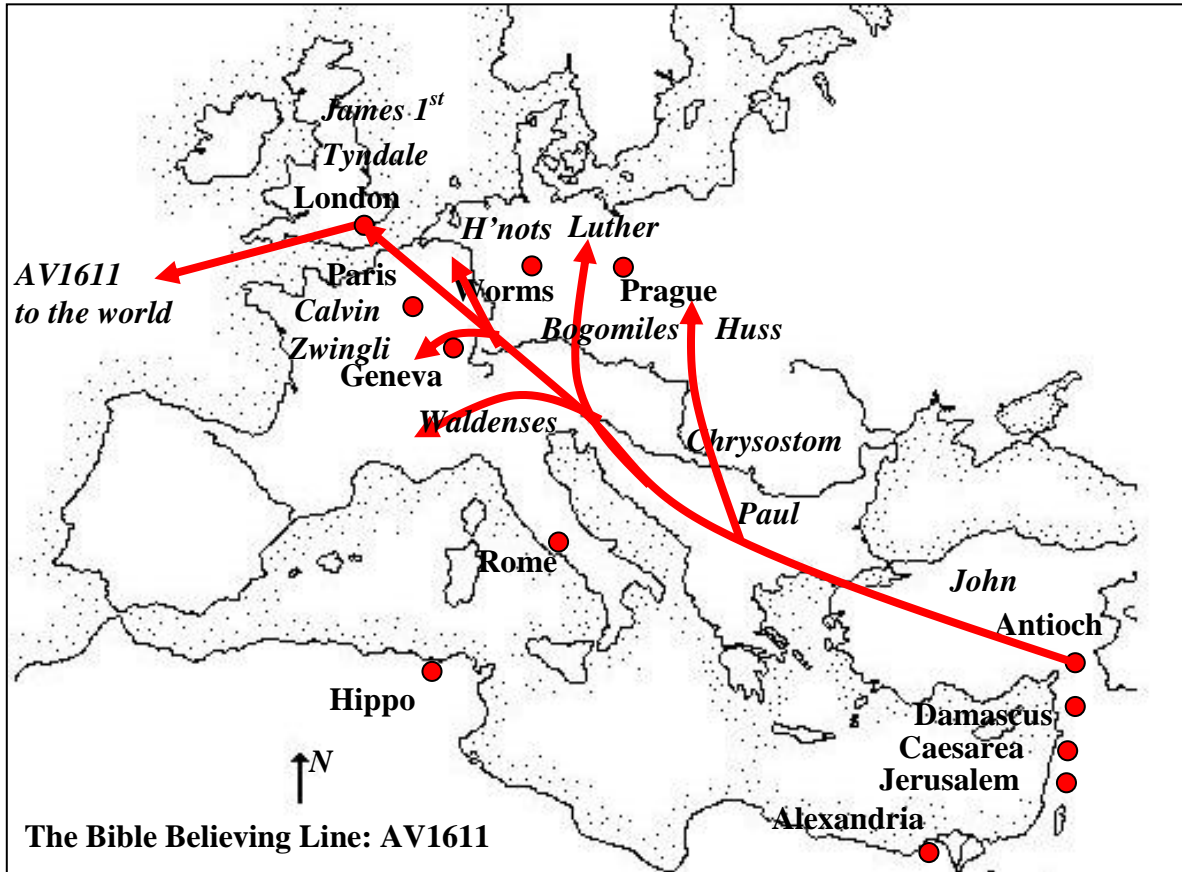 James 1st
Tyndale
London
H'nots Luther
AV1611
to the world
Paris
Worms
Prague
Calvin
Bogomiles
Huss
Zwingli
Geneva
Waldenses
Chrysostom
Paul
Rome
John
Antioch
Hippo
Damascus
Caesarea
N
Jerusalem
Alexandria
The Bible Believing Line: AV1611